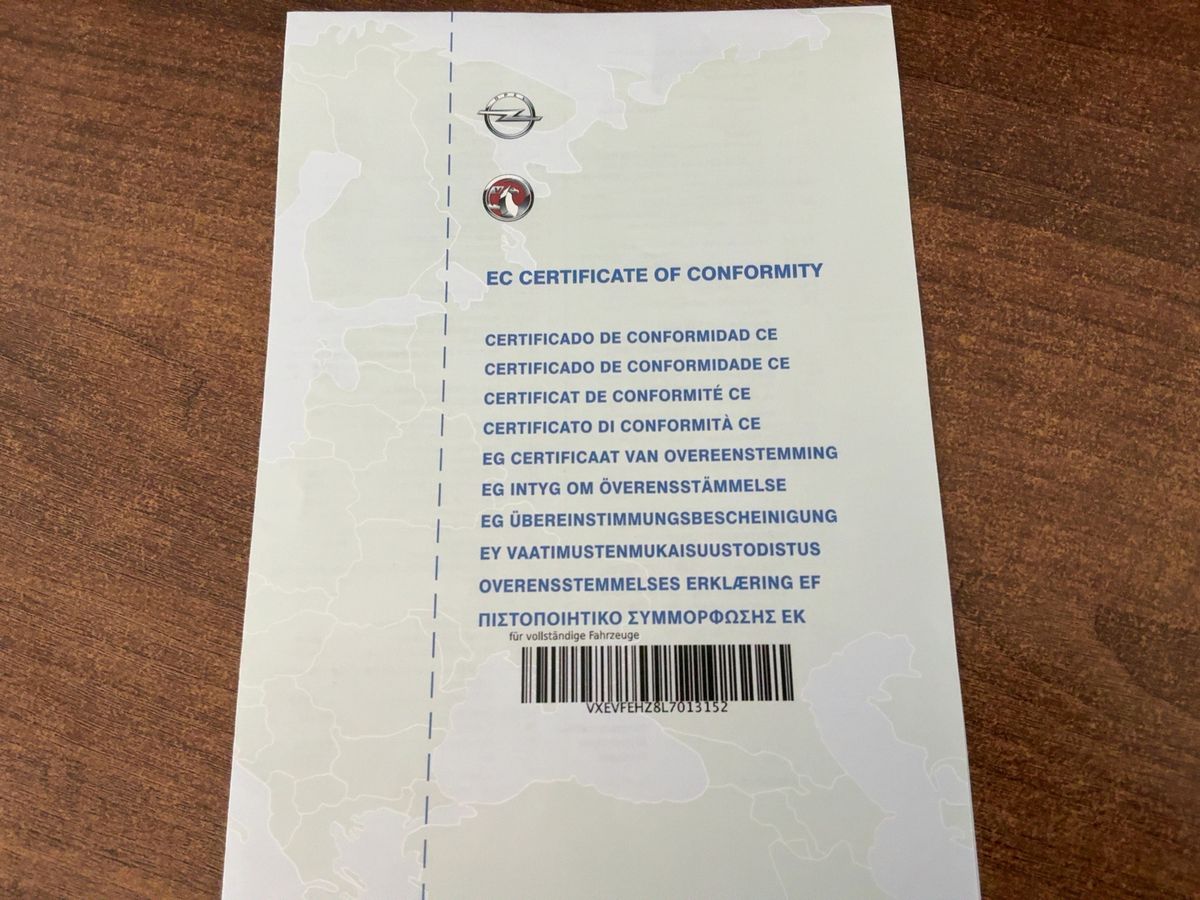 OPEL
EC CERTIFICATE OF CONFORMITY
CERTIFICADO DE CONFORMIDAD CE
CERTIFICADO DE CONFORMIDADE CE
CERTIFICAT DE CONFORMITÉ CE
CERTIFICATO DI CONFORMITÀ CE
EG CERTIFICAAT VAN OVEREENSTEMMING
EG INTYG OM ÖVERENSSTÄMMELSE
EG ÜBEREINSTIMMUNGSBESCHEINIGUNG
EY VAATIMUSTENMUKAISUUSTODISTUS
OVERENSSTEMMELSES ERKLÆRING EF
ΠΙΣΤΟΠΟΙΗΤΙΚΟ ΣΥΜΜΟΡΦΩΣΗΣ ΕΚ
für vollständige Fahrzeuge
VXEVFEHZ8L7013152